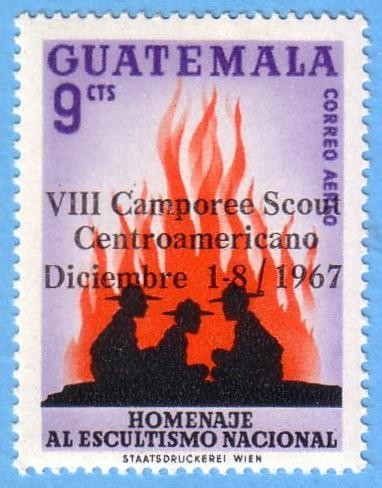 GUATEMALA
9 CTS
CORREO AEREO
VIII Camporee Scout
Centroamericano
Diciembre 1-8/1967
HOMENAJE
AL ESCULTISMO NACIONAL
STAATSDRUCKEREI WIEN